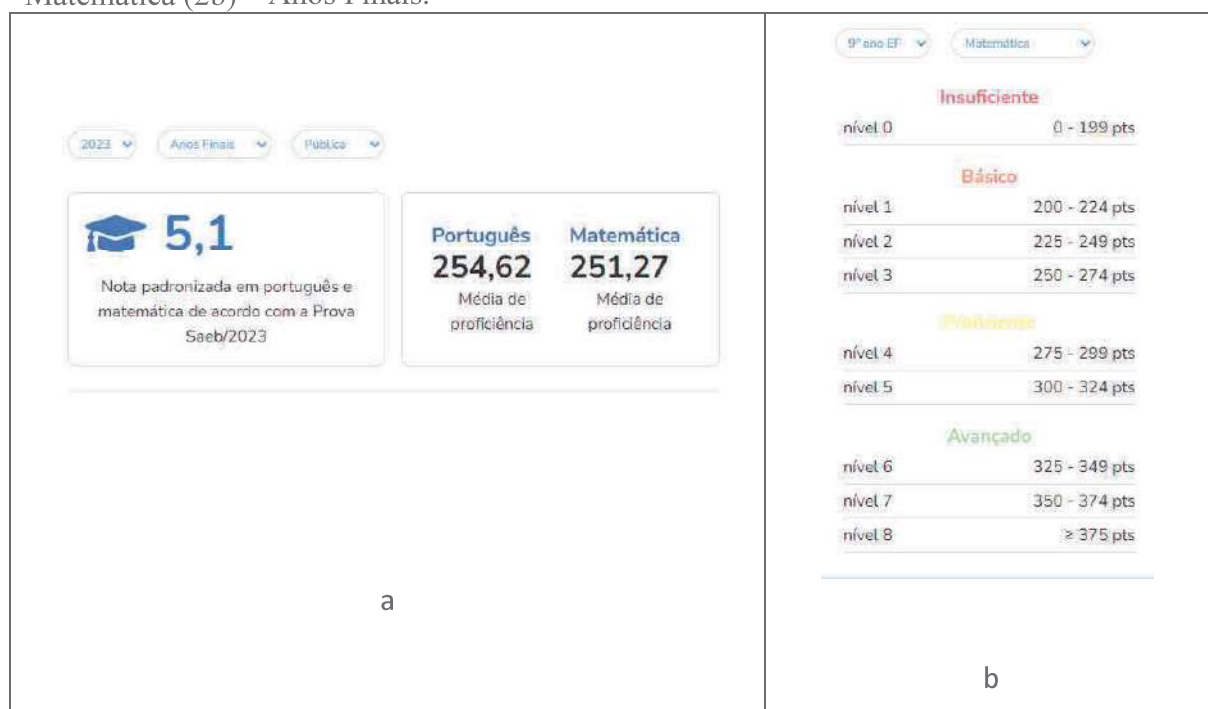 Matemática (2b) – Anos Finais.
2023
Anos Finais
Pública
5,1
Nota padronizada em português e
matemática de acordo com a Prova
Saeb/2023
Português
254,62
Média de
proficiência
Matemática
251,27
Média de
proficiência
a
9º ano EF
Matemática
Insuficiente
nível 0 0 - 199 pts
Básico
nível 1 200 - 224 pts
nível 2 225 - 249 pts
nível 3 250 - 274 pts
Proficiente
nível 4 275 - 299 pts
nível 5 300 - 324 pts
Avançado
nível 6 325 - 349 pts
nível 7 350 - 374 pts
nível 8 ≥ 375 pts
b